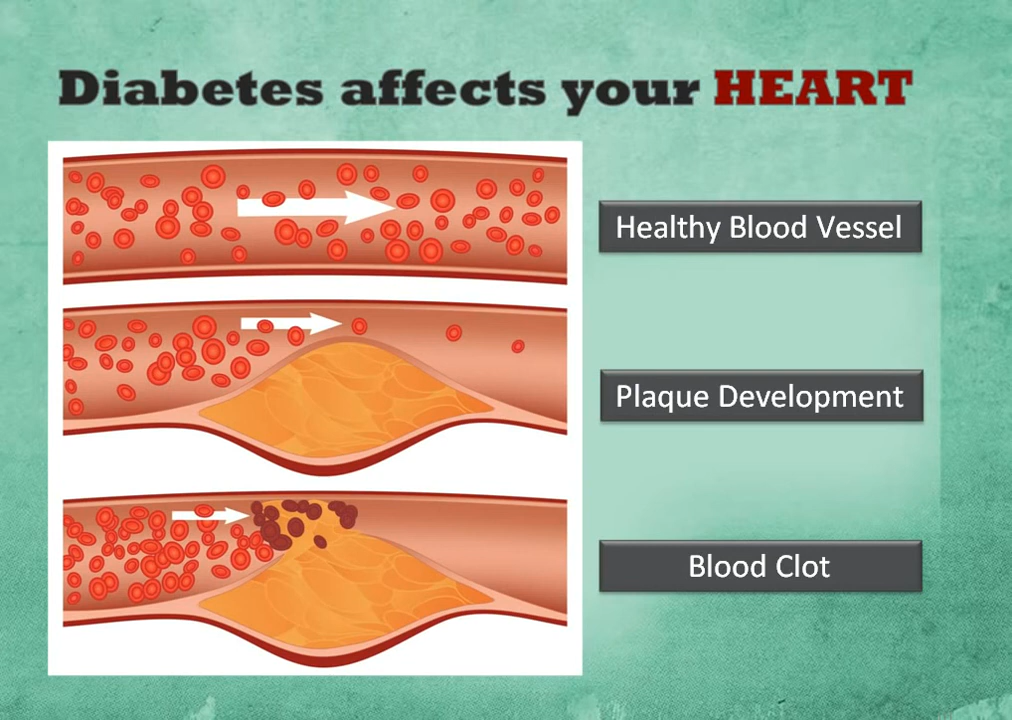 Diabetes affects your HEART
Healthy Blood Vessel
Plaque Development
Blood Clot